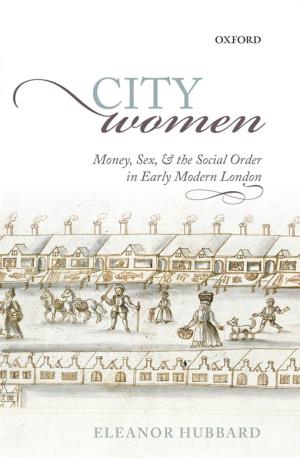 OXFORD
CITY
women
Money, Sex, & the Social Order
in Early Modern London
ELEANOR HUBBARD